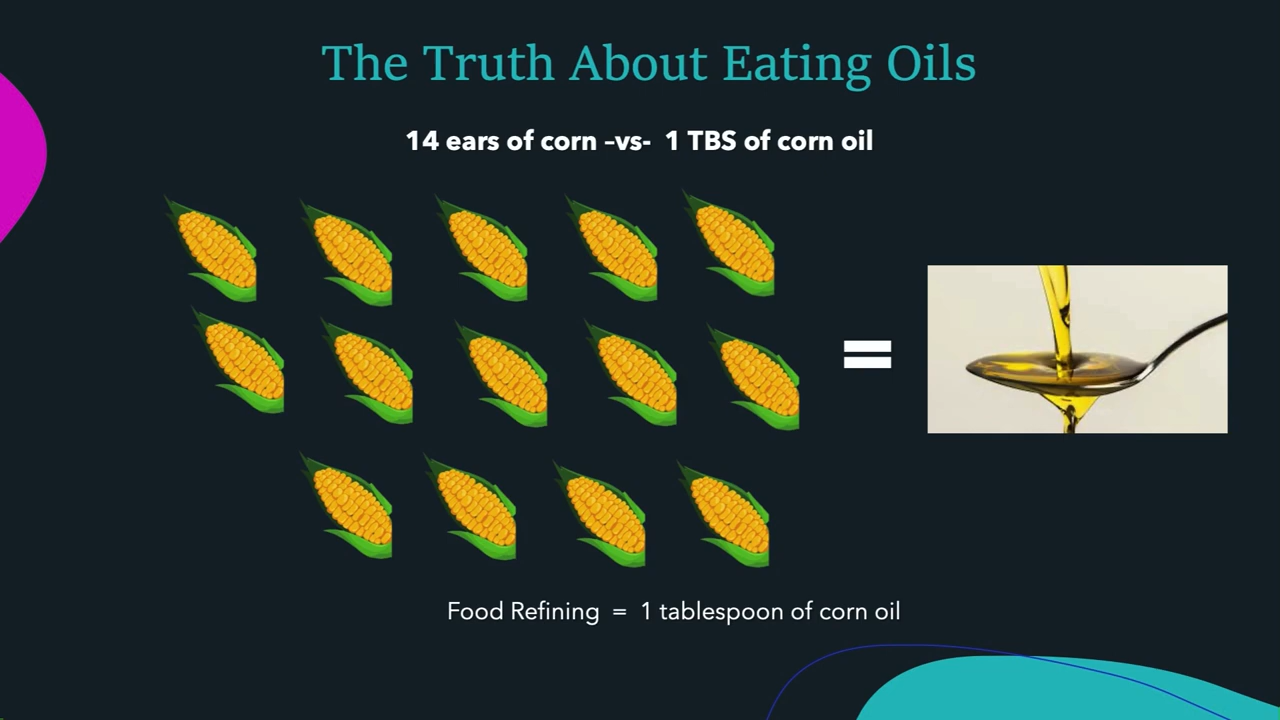 The Truth About Eating Oils
14 ears of corn –vs-  1 TBS of corn oil
=
Food Refining  =  1 tablespoon of corn oil